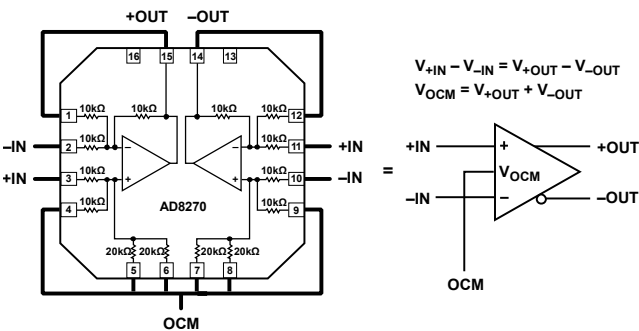 +OUT –OUT
16 15 14 13
V+IN – V–IN = V+OUT – V–OUT
VOCM = V+OUT + V–OUT
10kΩ 10kΩ 10kΩ 10kΩ
1 12
10kΩ 10kΩ
–IN 2 – – 11 +IN
10kΩ 10kΩ
+IN 3 + + 10 –IN
10kΩ 10kΩ
4 9
AD8270
20kΩ 20kΩ 20kΩ 20kΩ
5 6 7 8
OCM
=
+IN + +OUT
VOCM
–IN – –OUT
OCM